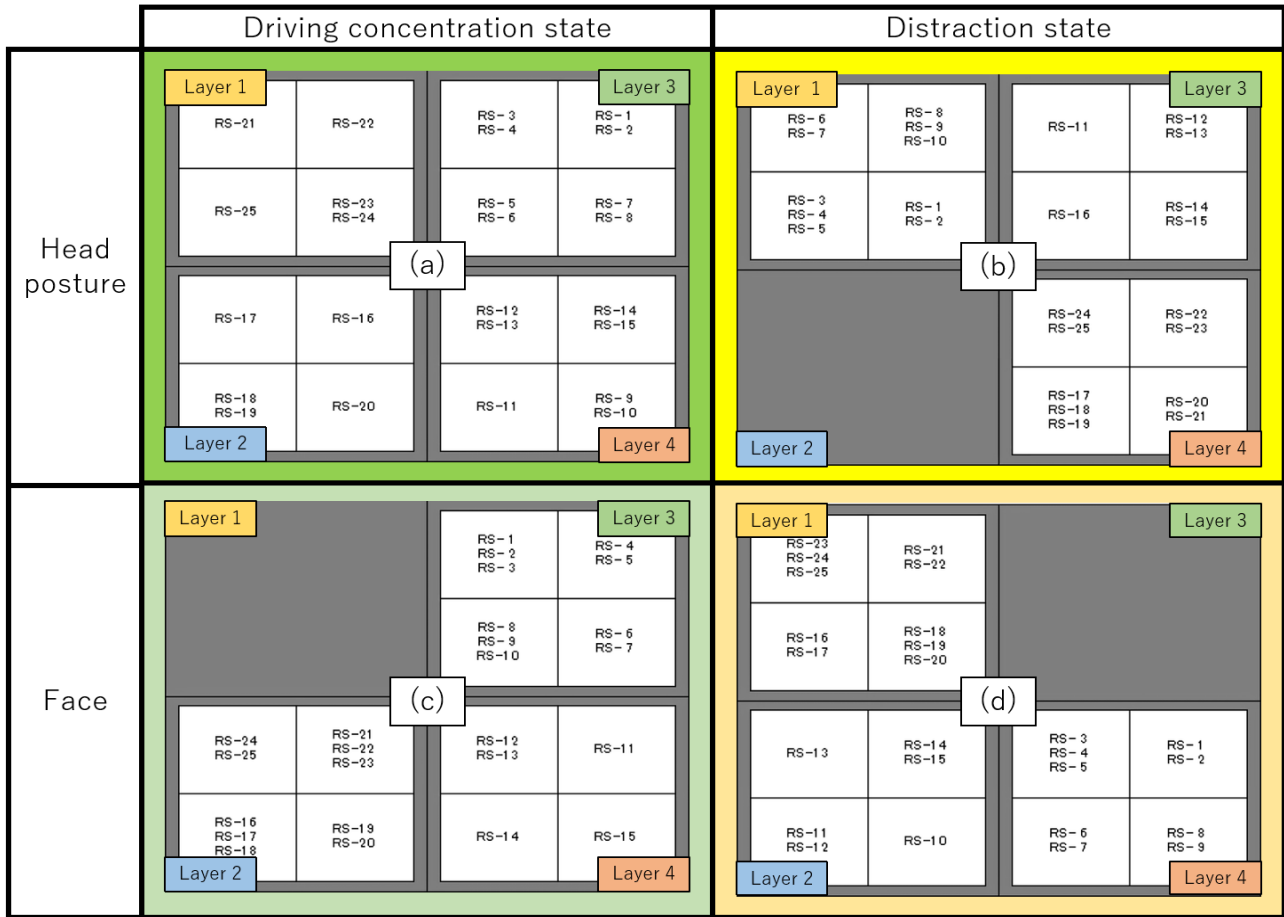 Driving concentration state
Distraction state
Head
posture
Layer 1
Layer 3
RS-21
RS-22
RS- 3
RS- 4
RS- 1
RS- 2
RS-25
RS-23
RS-24
RS- 5
RS- 6
RS- 7
RS- 8
(a)
RS-17
RS-16
RS-12
RS-13
RS-14
RS-15
RS-18
RS-19
RS-20
RS-11
RS- 9
RS-10
Layer 2
Layer 4
Layer 1
Layer 3
RS- 6
RS- 7
RS- 8
RS- 9
RS-10
RS-11
RS-12
RS-13
RS- 3
RS- 4
RS- 5
RS- 1
RS- 2
RS-16
RS-14
RS-15
(b)
RS-24
RS-25
RS-22
RS-23
RS-17
RS-18
RS-19
RS-20
RS-21
Layer 2
Layer 4
Face
Layer 1
Layer 3
RS- 1
RS- 2
RS- 3
RS- 4
RS- 5
RS- 8
RS- 9
RS-10
RS- 6
RS- 7
(c)
RS-24
RS-25
RS-21
RS-22
RS-23
RS-12
RS-13
RS-11
RS-16
RS-17
RS-18
RS-19
RS-20
RS-14
RS-15
Layer 2
Layer 4
Layer 1
Layer 3
RS-23
RS-24
RS-25
RS-21
RS-22
RS-16
RS-17
RS-18
RS-19
RS-20
(d)
RS-13
RS-14
RS-15
RS- 3
RS- 4
RS- 5
RS- 1
RS- 2
RS-11
RS-12
RS-10
RS- 6
RS- 7
RS- 8
RS- 9
Layer 2
Layer 4